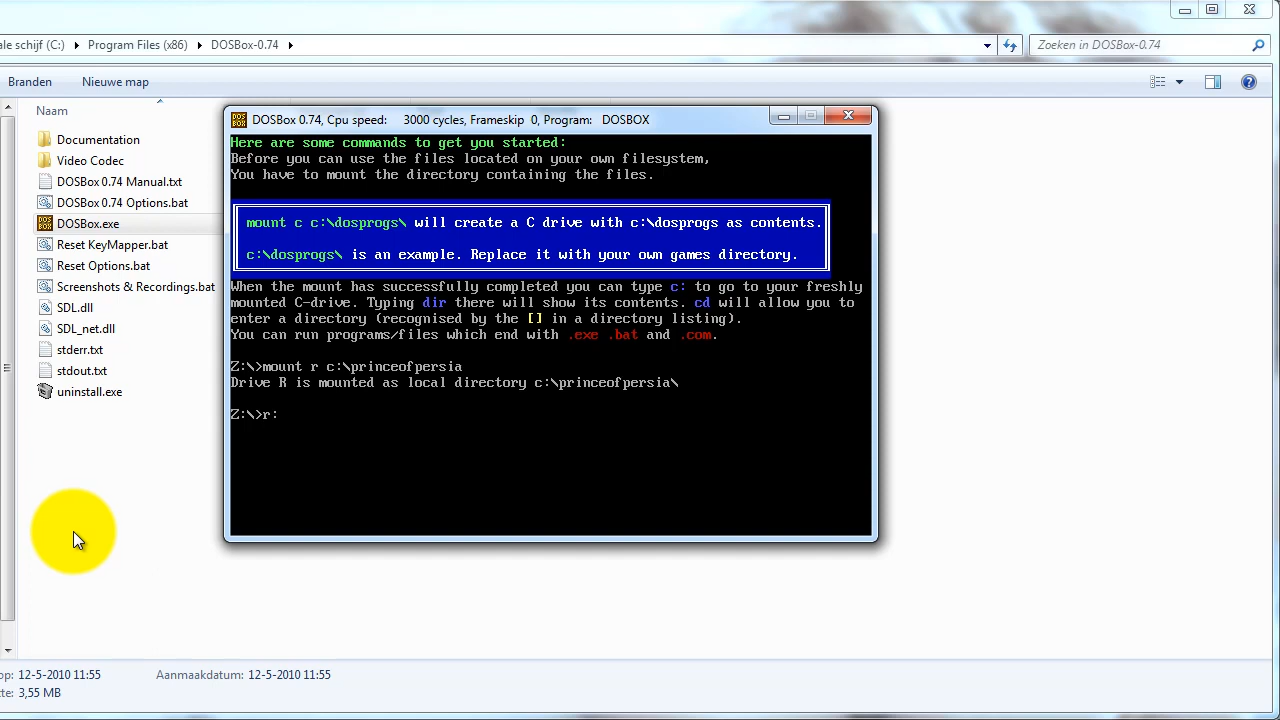 ale schijf (C:) Program Files (x86) DOSBox-0.74 Zoeken in DOSBox-0.74
Branden Nieuwe map
Naam
Documentation
Video Codec
DOSBox 0.74 Manual.txt
DOSBox 0.74 Options.bat
DOSBox.exe
Reset KeyMapper.bat
Reset Options.bat
Screenshots & Recordings.bat
SDL.dll
SDL_net.dll
stderr.txt
stdout.txt
uninstall.exe
DOS BOX DOSBox 0.74, Cpu speed: 3000 cycles, Frameskip 0, Program: DOSBOX
Here are some commands to get you started:
Before you can use the files located on your own filesystem,
You have to mount the directory containing the files.
mount c c:\dosprogs\ will create a C drive with c:\dosprogs as contents.
c:\dosprogs\ is an example. Replace it with your own games directory.
When the mount has successfully completed you can type c: to go to your freshly
mounted C-drive. Typing dir there will show its contents. cd will allow you to
enter a directory (recognised by the [] in a directory listing).
You can run programs/files which end with .exe .bat and .com.
Z:\>mount r c:\princeofpersia
Drive R is mounted as local directory c:\princeofpersia\
Z:\>r:
op: 12-5-2010 11:55 Aanmaakdatum: 12-5-2010 11:55
tte: 3,55 MB